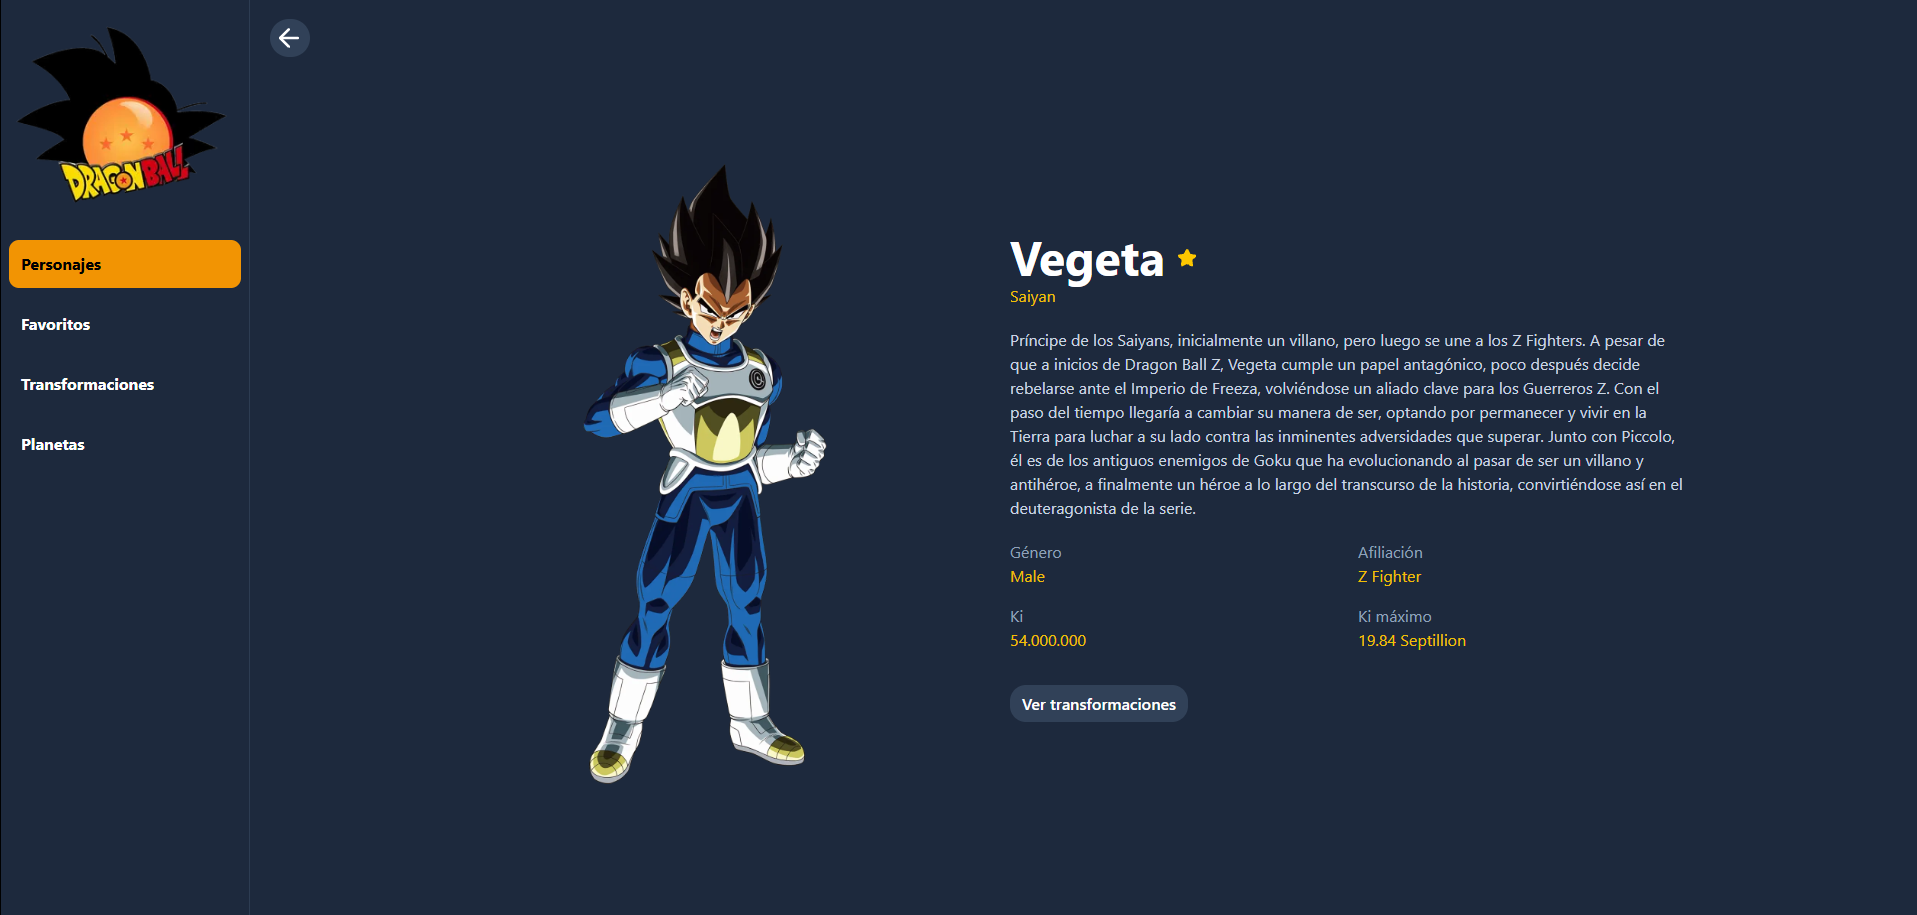 DRAGON BALL
Personajes
Favoritos
Transformaciones
Planetas
Vegeta
Saiyan
Príncipe de los Saiyans, inicialmente un villano, pero luego se une a los Z Fighters. A pesar de
que a inicios de Dragon Ball Z, Vegeta cumple un papel antagónico, poco después decide
rebelarse ante el Imperio de Freeza, volviéndose un aliado clave para los Guerreros Z. Con el
paso del tiempo llegaría a cambiar su manera de ser, optando por permanecer y vivir en la
Tierra para luchar a su lado contra las inminentes adversidades que superar. Junto con Piccolo,
él es de los antiguos enemigos de Goku que ha evolucionando al pasar de ser un villano y
antihéroe, a finalmente un héroe a lo largo del transcurso de la historia, convirtiéndose así en el
deuteragonista de la serie.
Género
Male
Afiliación
Z Fighter
Ki
54.000.000
Ki máximo
19.84 Septillion
Ver transformaciones